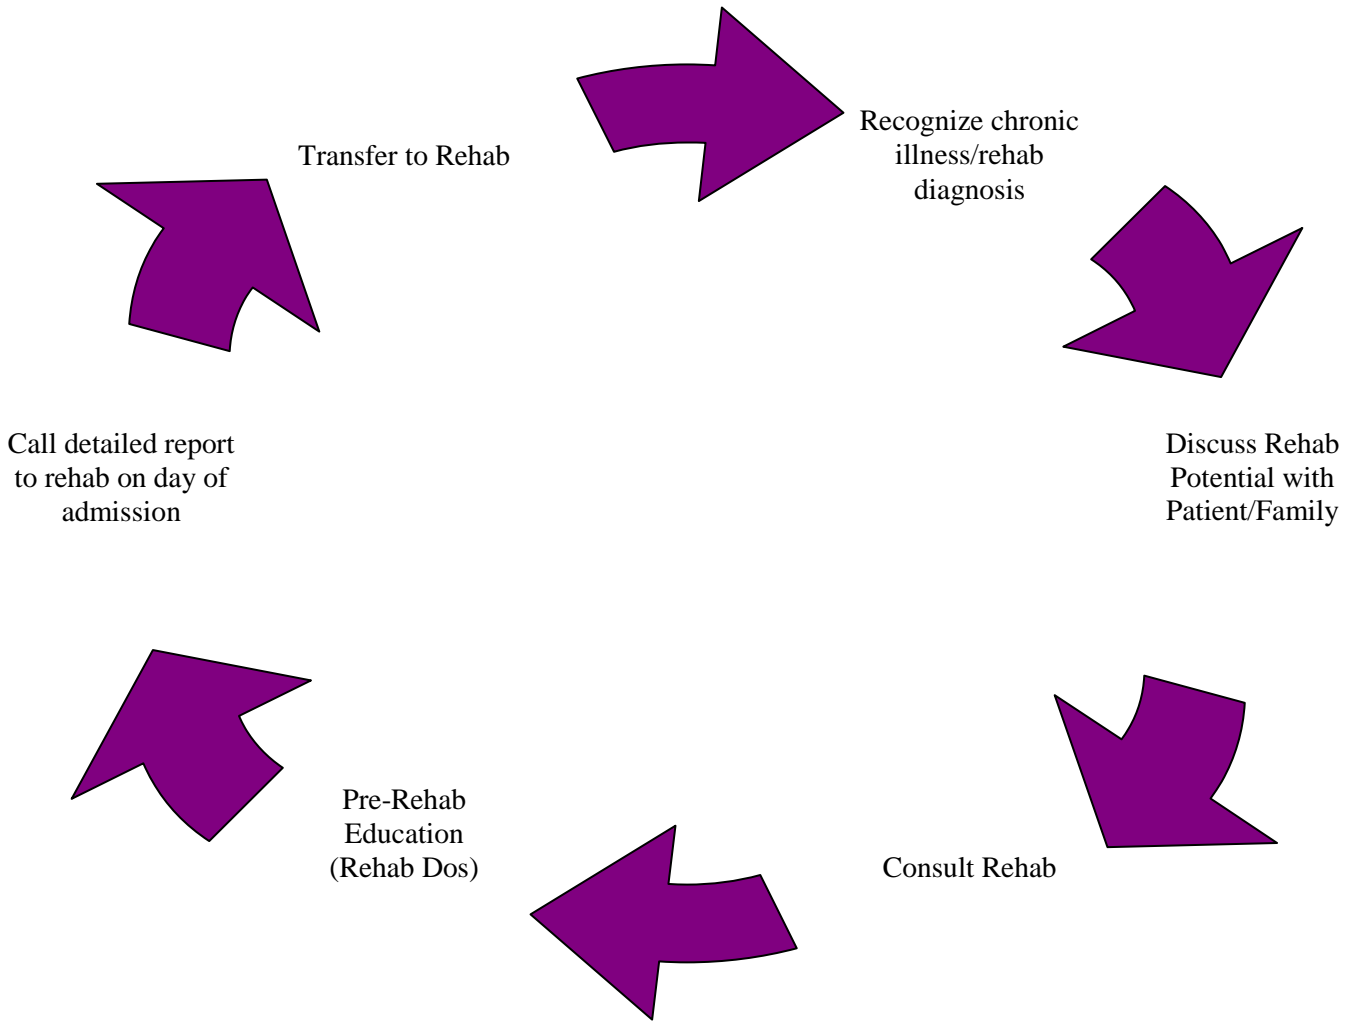 Transfer to Rehab
Recognize chronic
illness/rehab
diagnosis
Discuss Rehab
Potential with
Patient/Family
Consult Rehab
Pre-Rehab
Education
(Rehab Dos)
Call detailed report
to rehab on day of
admission